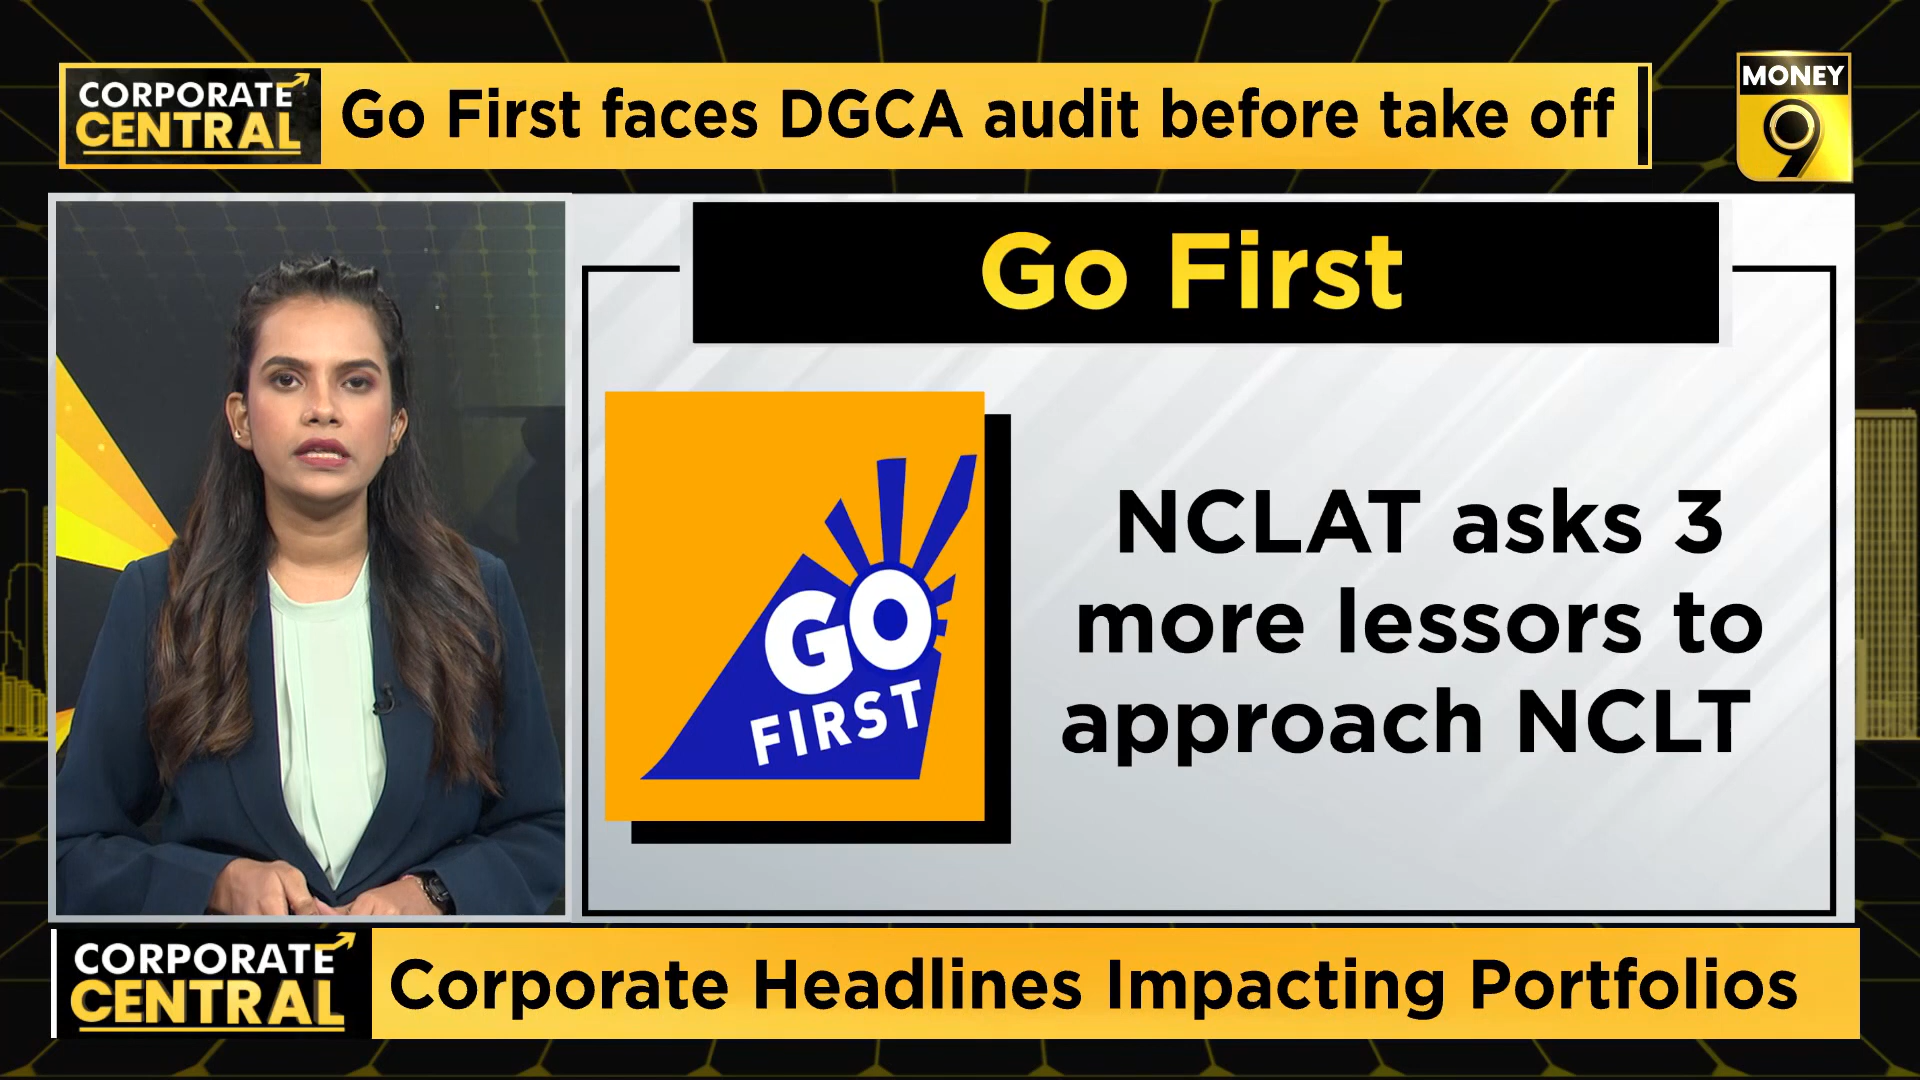 CORPORATE
CENTRAL
Go First faces DGCA audit before take off
MONEY
9
Go First
GO
FIRST
NCLAT asks 3
more lessors to
approach NCLT
CORPORATE
CENTRAL
Corporate Headlines Impacting Portfolios